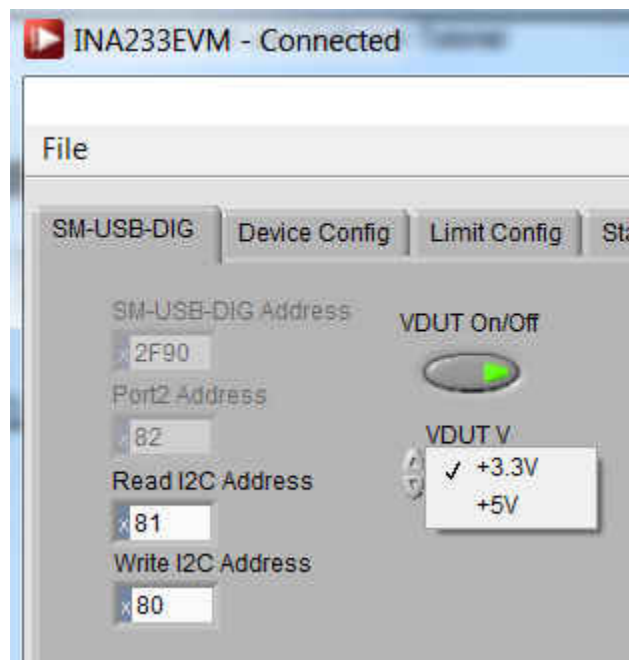 INA233EVM - Connected
File
SM-USB-DIG
Device Config
Limit Config
Sta
SM-USB-DIG Address
x 2F90
Port2 Address
x 82
Read I2C Address
x 81
Write I2C Address
x 80
VDUT On/Off
VDUT V
✓ +3.3V
+5V